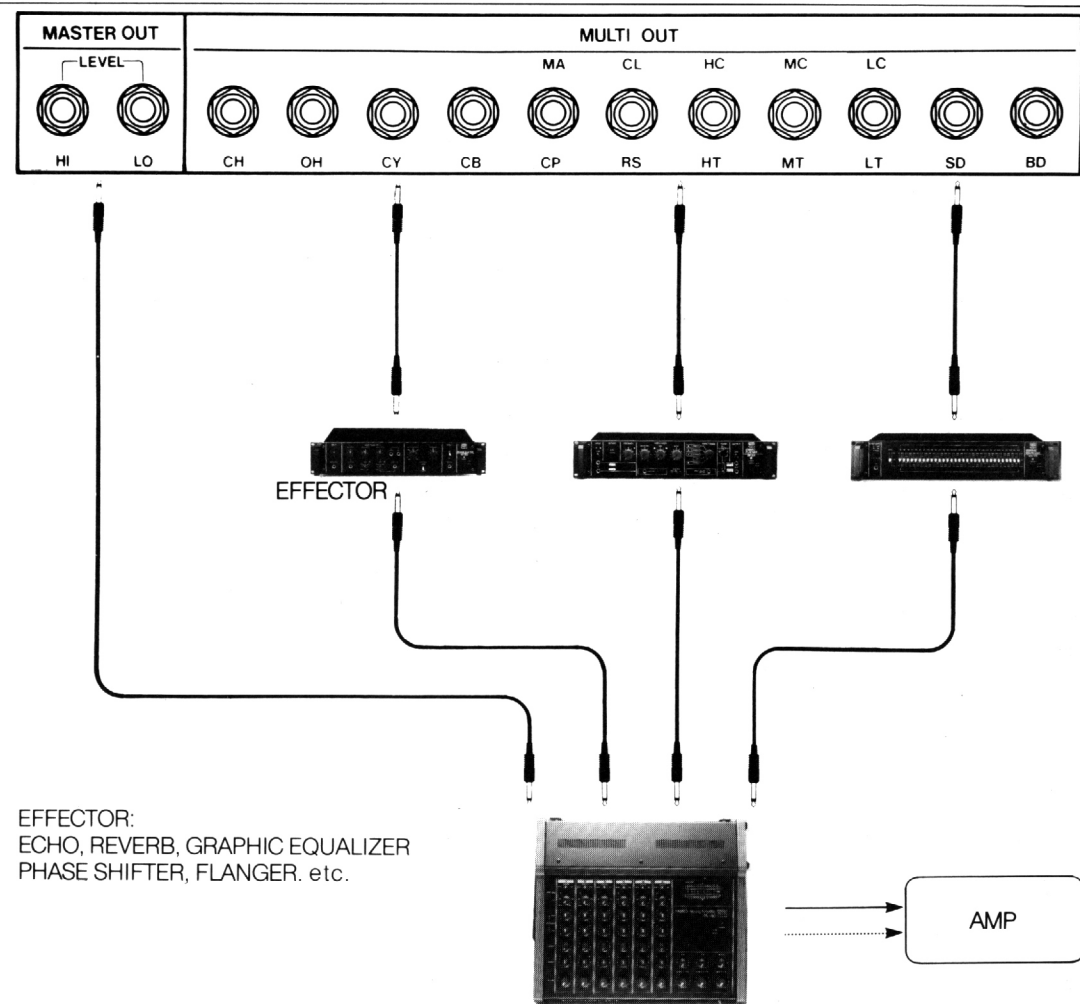 MASTER OUT
MULTI OUT
LEVEL
MA CL HC MC LC
HI LO CH OH CY CB CP RS HT MT LT SD BD
EFFECTOR
EFFECTOR:
ECHO, REVERB, GRAPHIC EQUALIZER
PHASE SHIFTER, FLANGER. etc.
AMP